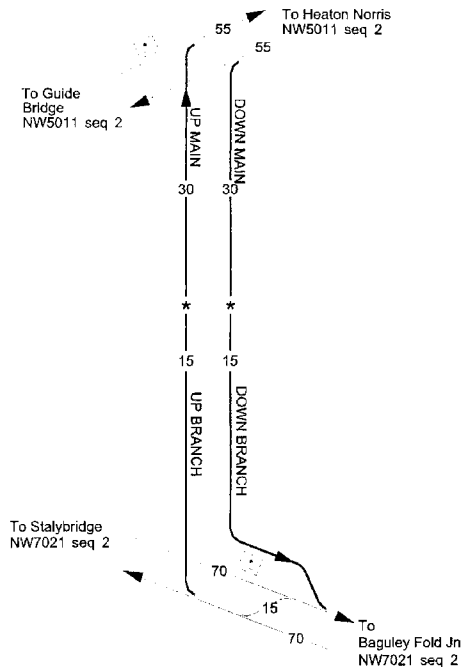 55
To Heaton Norris
NW5011 seq 2
55
To Guide
Bridge
NW5011 seq 2
UP MAIN
DOWN MAIN
30
30
*
*
15
15
UP BRANCH
DOWN BRANCH
To Stalybridge
NW7021 seq 2
70
15
To
Baguley Fold Jn
NW7021 seq 2
70